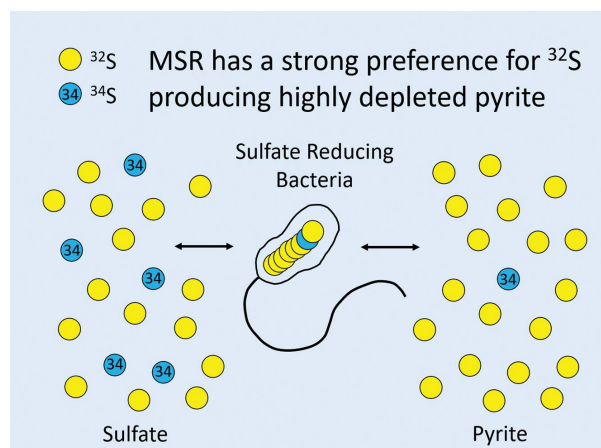 ³²S MSR has a strong preference for ³²S
34 ³⁴S producing highly depleted pyrite
Sulfate Reducing
Bacteria
34
34
34
34
34 34
Sulfate
Pyrite